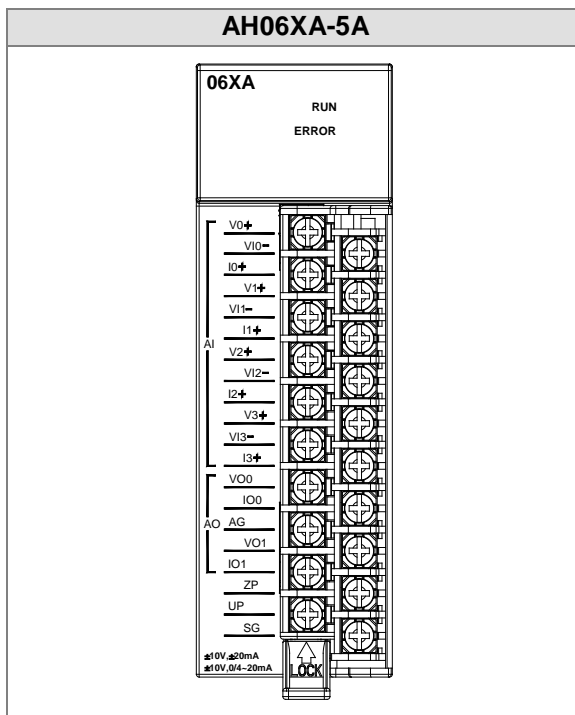 AH06XA-5A
06XA
RUN
ERROR
V0+
VI0-
I0+
V1+
VI1-
I1+
AI
V2+
VI2-
I2+
V3+
VI3-
I3+
VO0
IO0
AO
AG
VO1
IO1
ZP
UP
SG
±10V,±20mA
±10V,0/4~20mA
LOCK